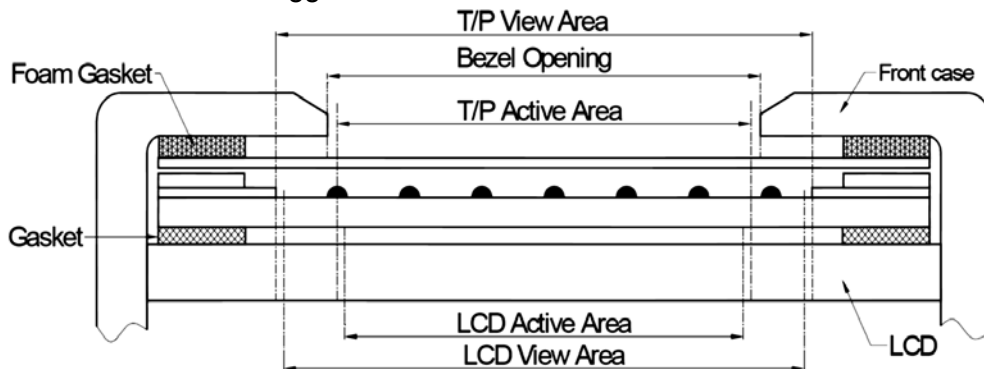 T/P View Area
Bezel Opening
Foam Gasket
Front case
T/P Active Area
Gasket
LCD Active Area
LCD
LCD View Area